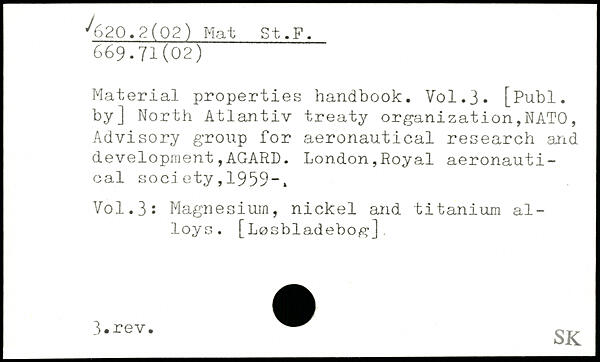 620.2(02) Mat St.F.
669.71(02)
Material properties handbook. Vol.3. [Publ.
by] North Atlantiv treaty organization,NATO,
Advisory group for aeronautical research and
development,AGARD. London,Royal aeronauti-
cal society,1959-.
Vol.3: Magnesium, nickel and titanium al-
loys. [Løsbladebog].
3.rev.
SK